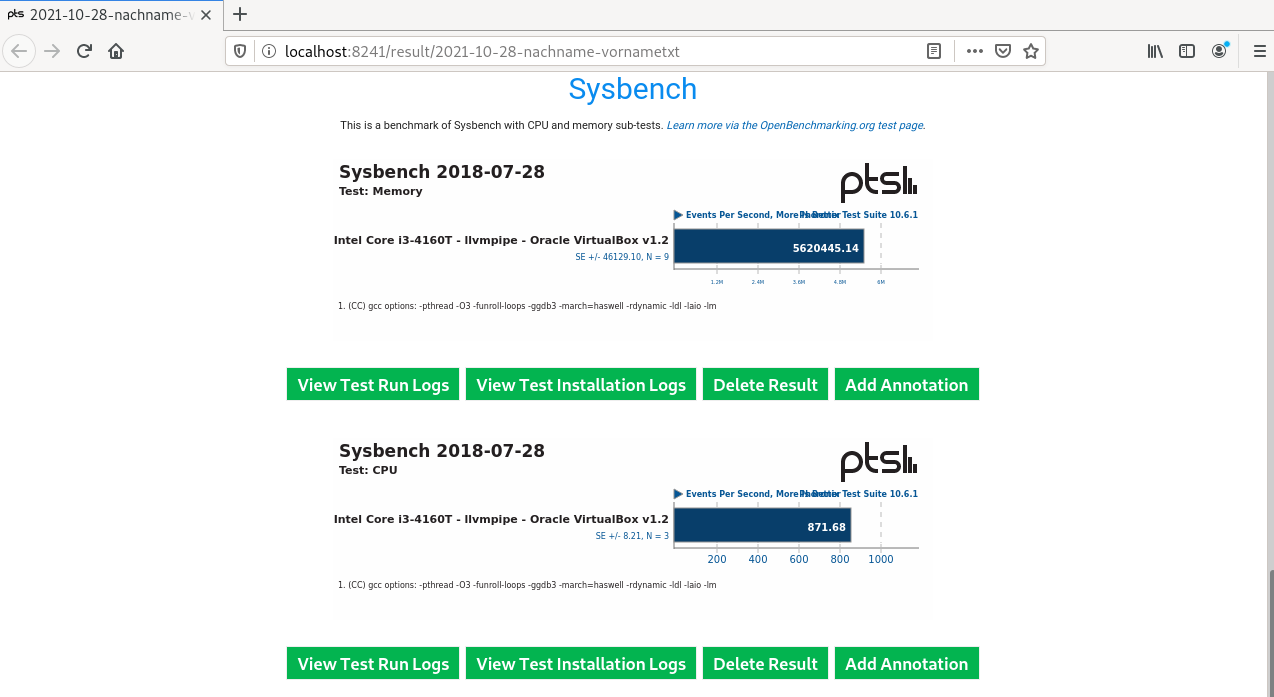 pts 2021-10-28-nachname-v
localhost:8241/result/2021-10-28-nachname-vornametxt
Sysbench
This is a benchmark of Sysbench with CPU and memory sub-tests. Learn more via the OpenBenchmarking.org test page.
Sysbench 2018-07-28
Test: Memory
pts
Events Per Second, More Is Better Phoronix Test Suite 10.6.1
Intel Core i3-4160T - llvmpipe - Oracle VirtualBox v1.2
SE +/- 46129.10, N = 9
5620445.14
1.2M 2.4M 3.6M 4.8M 6M
1. (CC) gcc options: -pthread -O3 -funroll-loops -ggdb3 -march=haswell -rdynamic -ldl -laio -lm
View Test Run Logs View Test Installation Logs Delete Result Add Annotation
Sysbench 2018-07-28
Test: CPU
pts
Events Per Second, More Is Better Phoronix Test Suite 10.6.1
Intel Core i3-4160T - llvmpipe - Oracle VirtualBox v1.2
SE +/- 8.21, N = 3
871.68
200 400 600 800 1000
1. (CC) gcc options: -pthread -O3 -funroll-loops -ggdb3 -march=haswell -rdynamic -ldl -laio -lm
View Test Run Logs View Test Installation Logs Delete Result Add Annotation